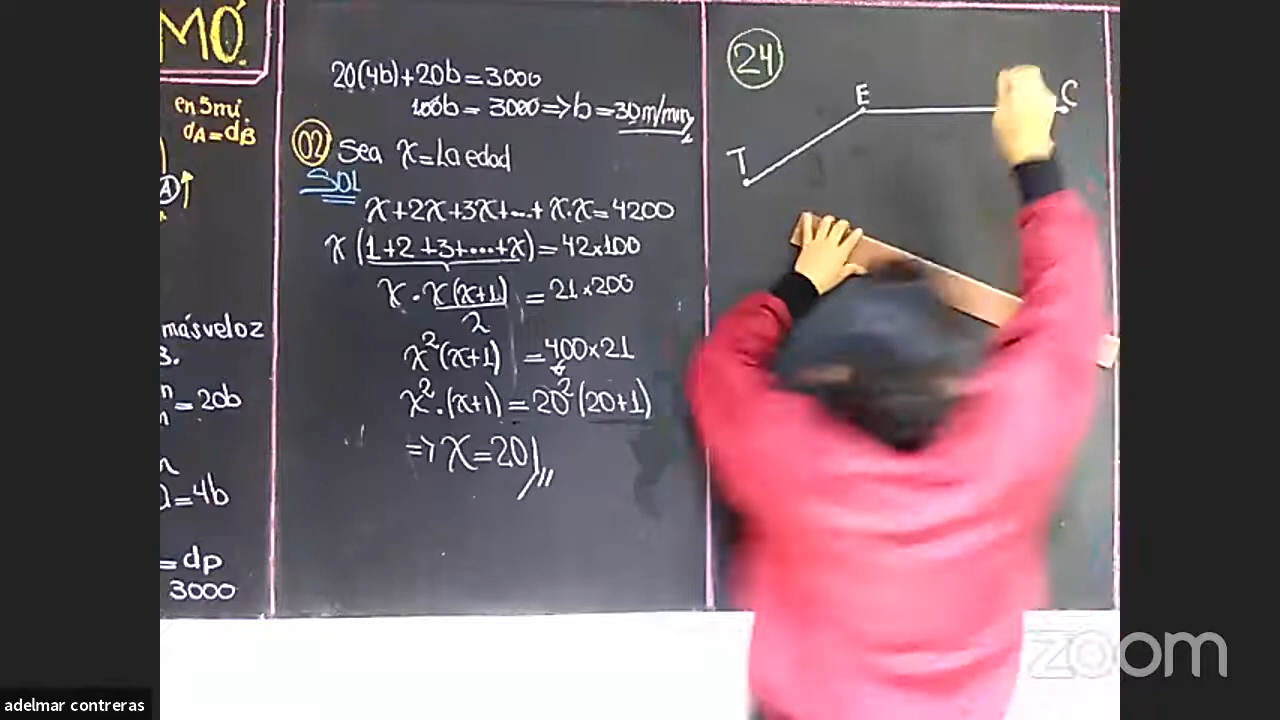 MÓ.
en 5 mi
dA=dB
A
másveloz
B.
=20b
=4b
=dp
3000
20(4b)+20b=3000
100b=3000=>b=30m/min
02 Sea x=La edad
SOL
x+2x+3x+...+x.x=4200
x(1+2+3+...+x)=42x100
x.x(x+1)=21x200
2
x²(x+1)=400x21
x².(x+1)=20²(20+1)
=>x=20
24
E
C
T
zoom
adelmar contreras